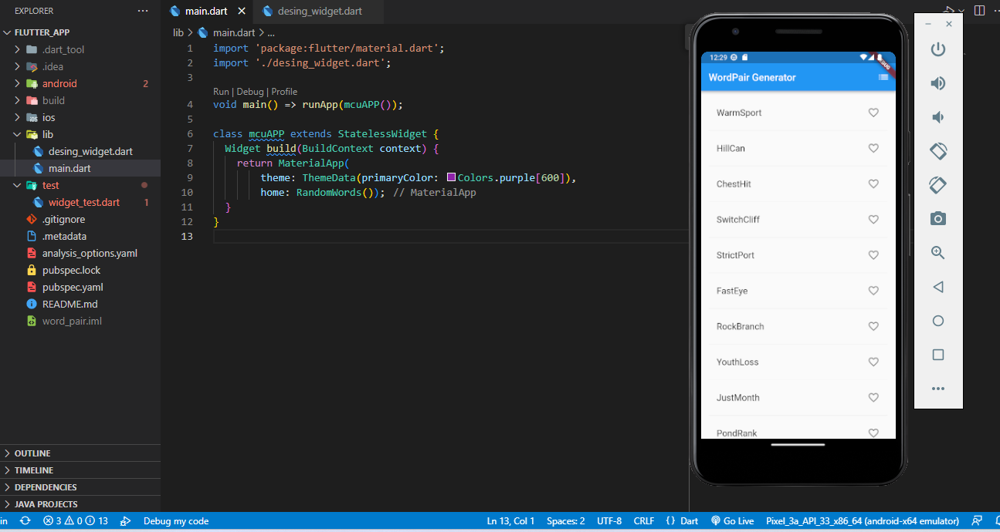 EXPLORER
FLUTTER_APP
.dart_tool
.idea
android 2
build
ios
lib
desing_widget.dart
main.dart
test
widget_test.dart 1
.gitignore
.metadata
analysis_options.yaml
pubspec.lock
pubspec.yaml
README.md
word_pair.iml
OUTLINE
TIMELINE
DEPENDENCIES
JAVA PROJECTS
main.dart
desing_widget.dart
lib > main.dart > ...
1 import 'package:flutter/material.dart';
2 import './desing_widget.dart';
3
Run | Debug | Profile
4 void main() => runApp(mcuAPP());
5
6 class mcuAPP extends StatelessWidget {
7 Widget build(BuildContext context) {
8 return MaterialApp(
9 theme: ThemeData(primaryColor: Colors.purple[600]),
10 home: RandomWords()); // MaterialApp
11 }
12 }
13
12:29
DEBUG
WordPair Generator
WarmSport
HillCan
ChestHit
SwitchCliff
StrictPort
FastEye
RockBranch
YouthLoss
JustMonth
PondRank
in 3 0 13 Debug my code Ln 13, Col 1 Spaces: 2 UTF-8 CRLF {} Dart Go Live Pixel_3a_API_33_x86_64 (android-x64 emulator)